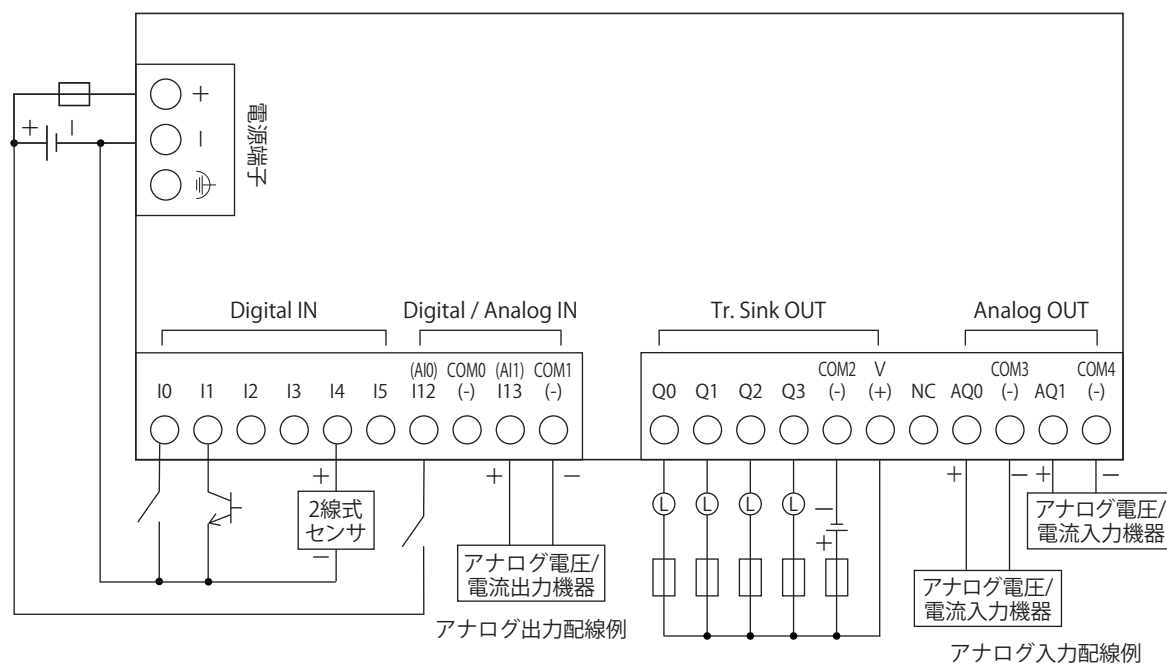 +
電源端子
+ −
−
Digital IN
Digital / Analog IN
Tr. Sink OUT
Analog OUT
I0 I1 I2 I3 I4 I5
(AI0) COM0 (AI1) COM1
I12 (-) I13 (-)
COM2 V
Q0 Q1 Q2 Q3 (-) (+)
COM3 COM4
NC AQ0 (-) AQ1 (-)
+
2線式
センサ
−
+ −
アナログ電圧/
電流出力機器
アナログ出力配線例
L L L L
−
+
+ − + −
アナログ電圧/
電流入力機器
アナログ電圧/
電流入力機器
アナログ入力配線例